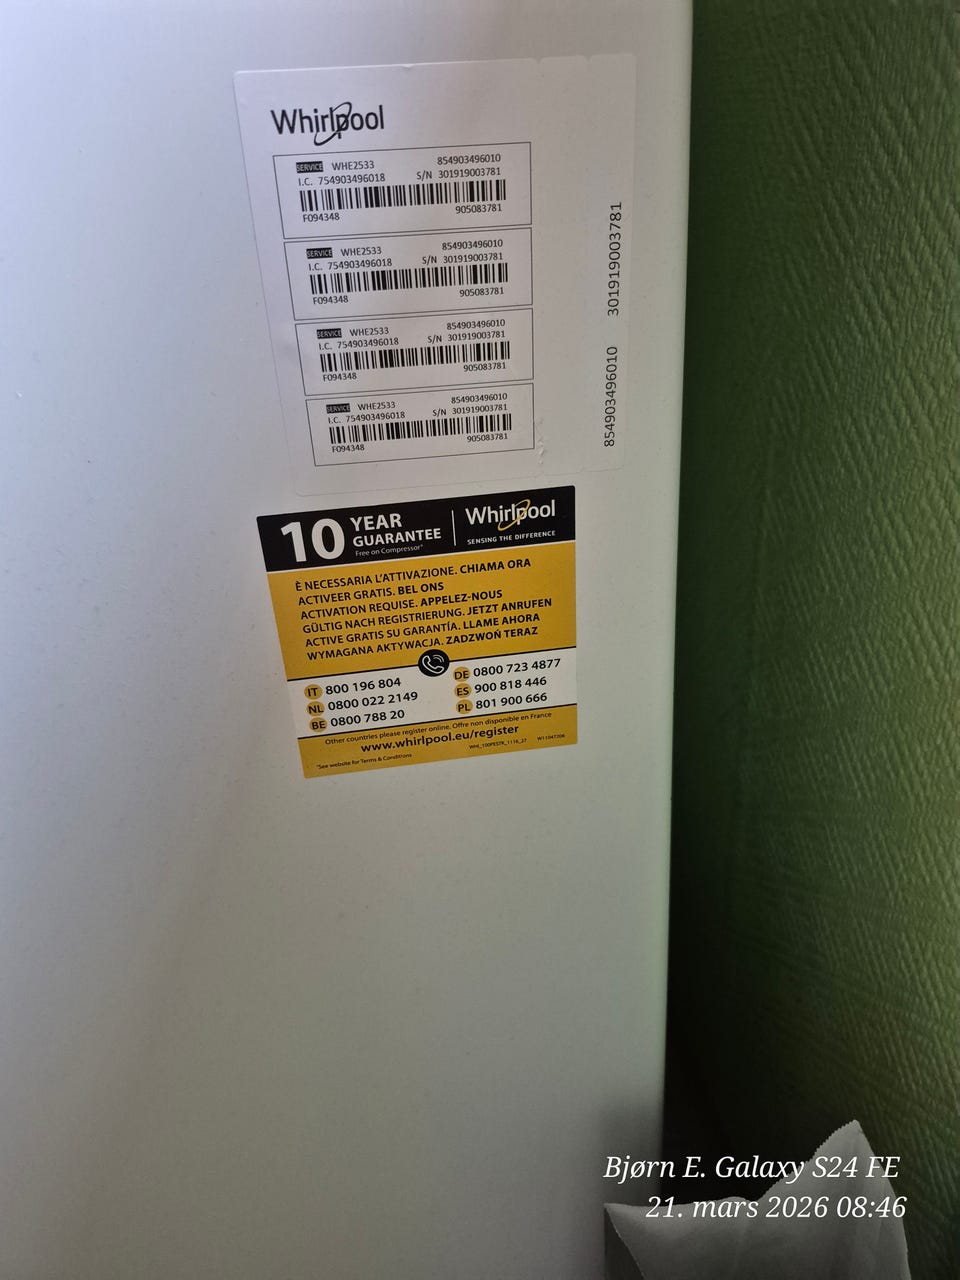 Whirlpool
SERVICE WHE2533 854903496010
I.C. 754903496018 S/N 301919003781
F094348 905083781
SERVICE WHE2533 854903496010
I.C. 754903496018 S/N 301919003781
F094348 905083781
SERVICE WHE2533 854903496010
I.C. 754903496018 S/N 301919003781
F094348 905083781
SERVICE WHE2533 854903496010
I.C. 754903496018 S/N 301919003781
F094348 905083781
854903496010 301919003781
10 YEAR GUARANTEE
Free on Compressor*
Whirlpool
SENSING THE DIFFERENCE
È NECESSARIA L'ATTIVAZIONE. CHIAMA ORA
ACTIVEER GRATIS. BEL ONS
ACTIVATION REQUISE. APPELEZ-NOUS
GÜLTIG NACH REGISTRIERUNG. JETZT ANRUFEN
ACTIVE GRATIS SU GARANTÍA. LLAME AHORA
WYMAGANA AKTYWACJA. ZADZWOŃ TERAZ
IT 800 196 804
NL 0800 022 2149
BE 0800 788 20
DE 0800 723 4877
ES 900 818 446
PL 801 900 666
Other countries please register online. Offre non disponible en France
www.whirlpool.eu/register
*See website for Terms & Conditions
Bjørn E. Galaxy S24 FE
21. mars 2026 08:46